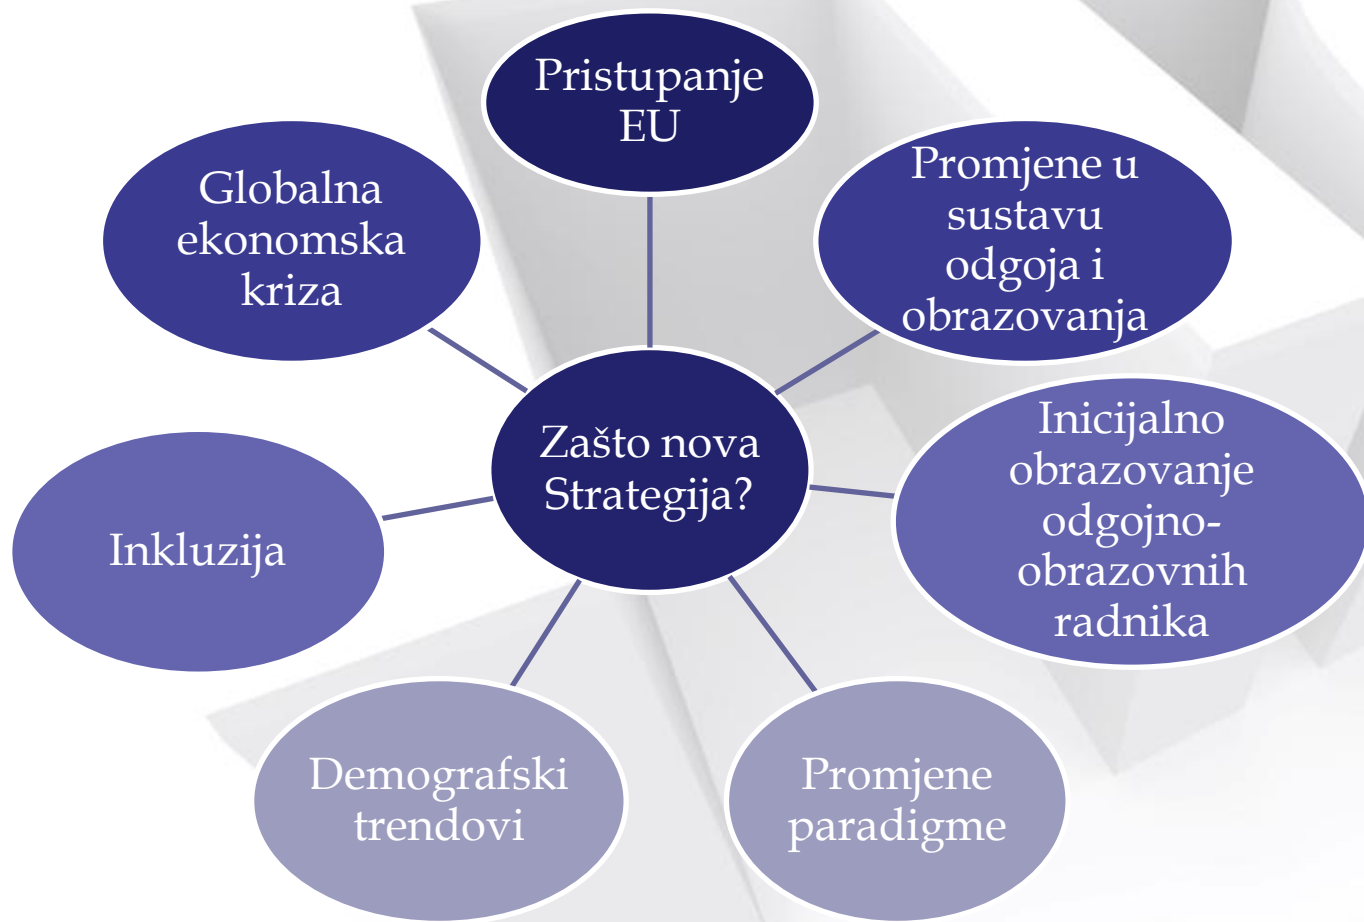 Pristupanje
EU
Promjene u
sustavu
odgoja i
obrazovanja
Inicijalno
obrazovanje
odgojno-
obrazovnih
radnika
Promjene
paradigme
Demografski
trendovi
Inkluzija
Globalna
ekonomska
kriza
Zašto nova
Strategija?